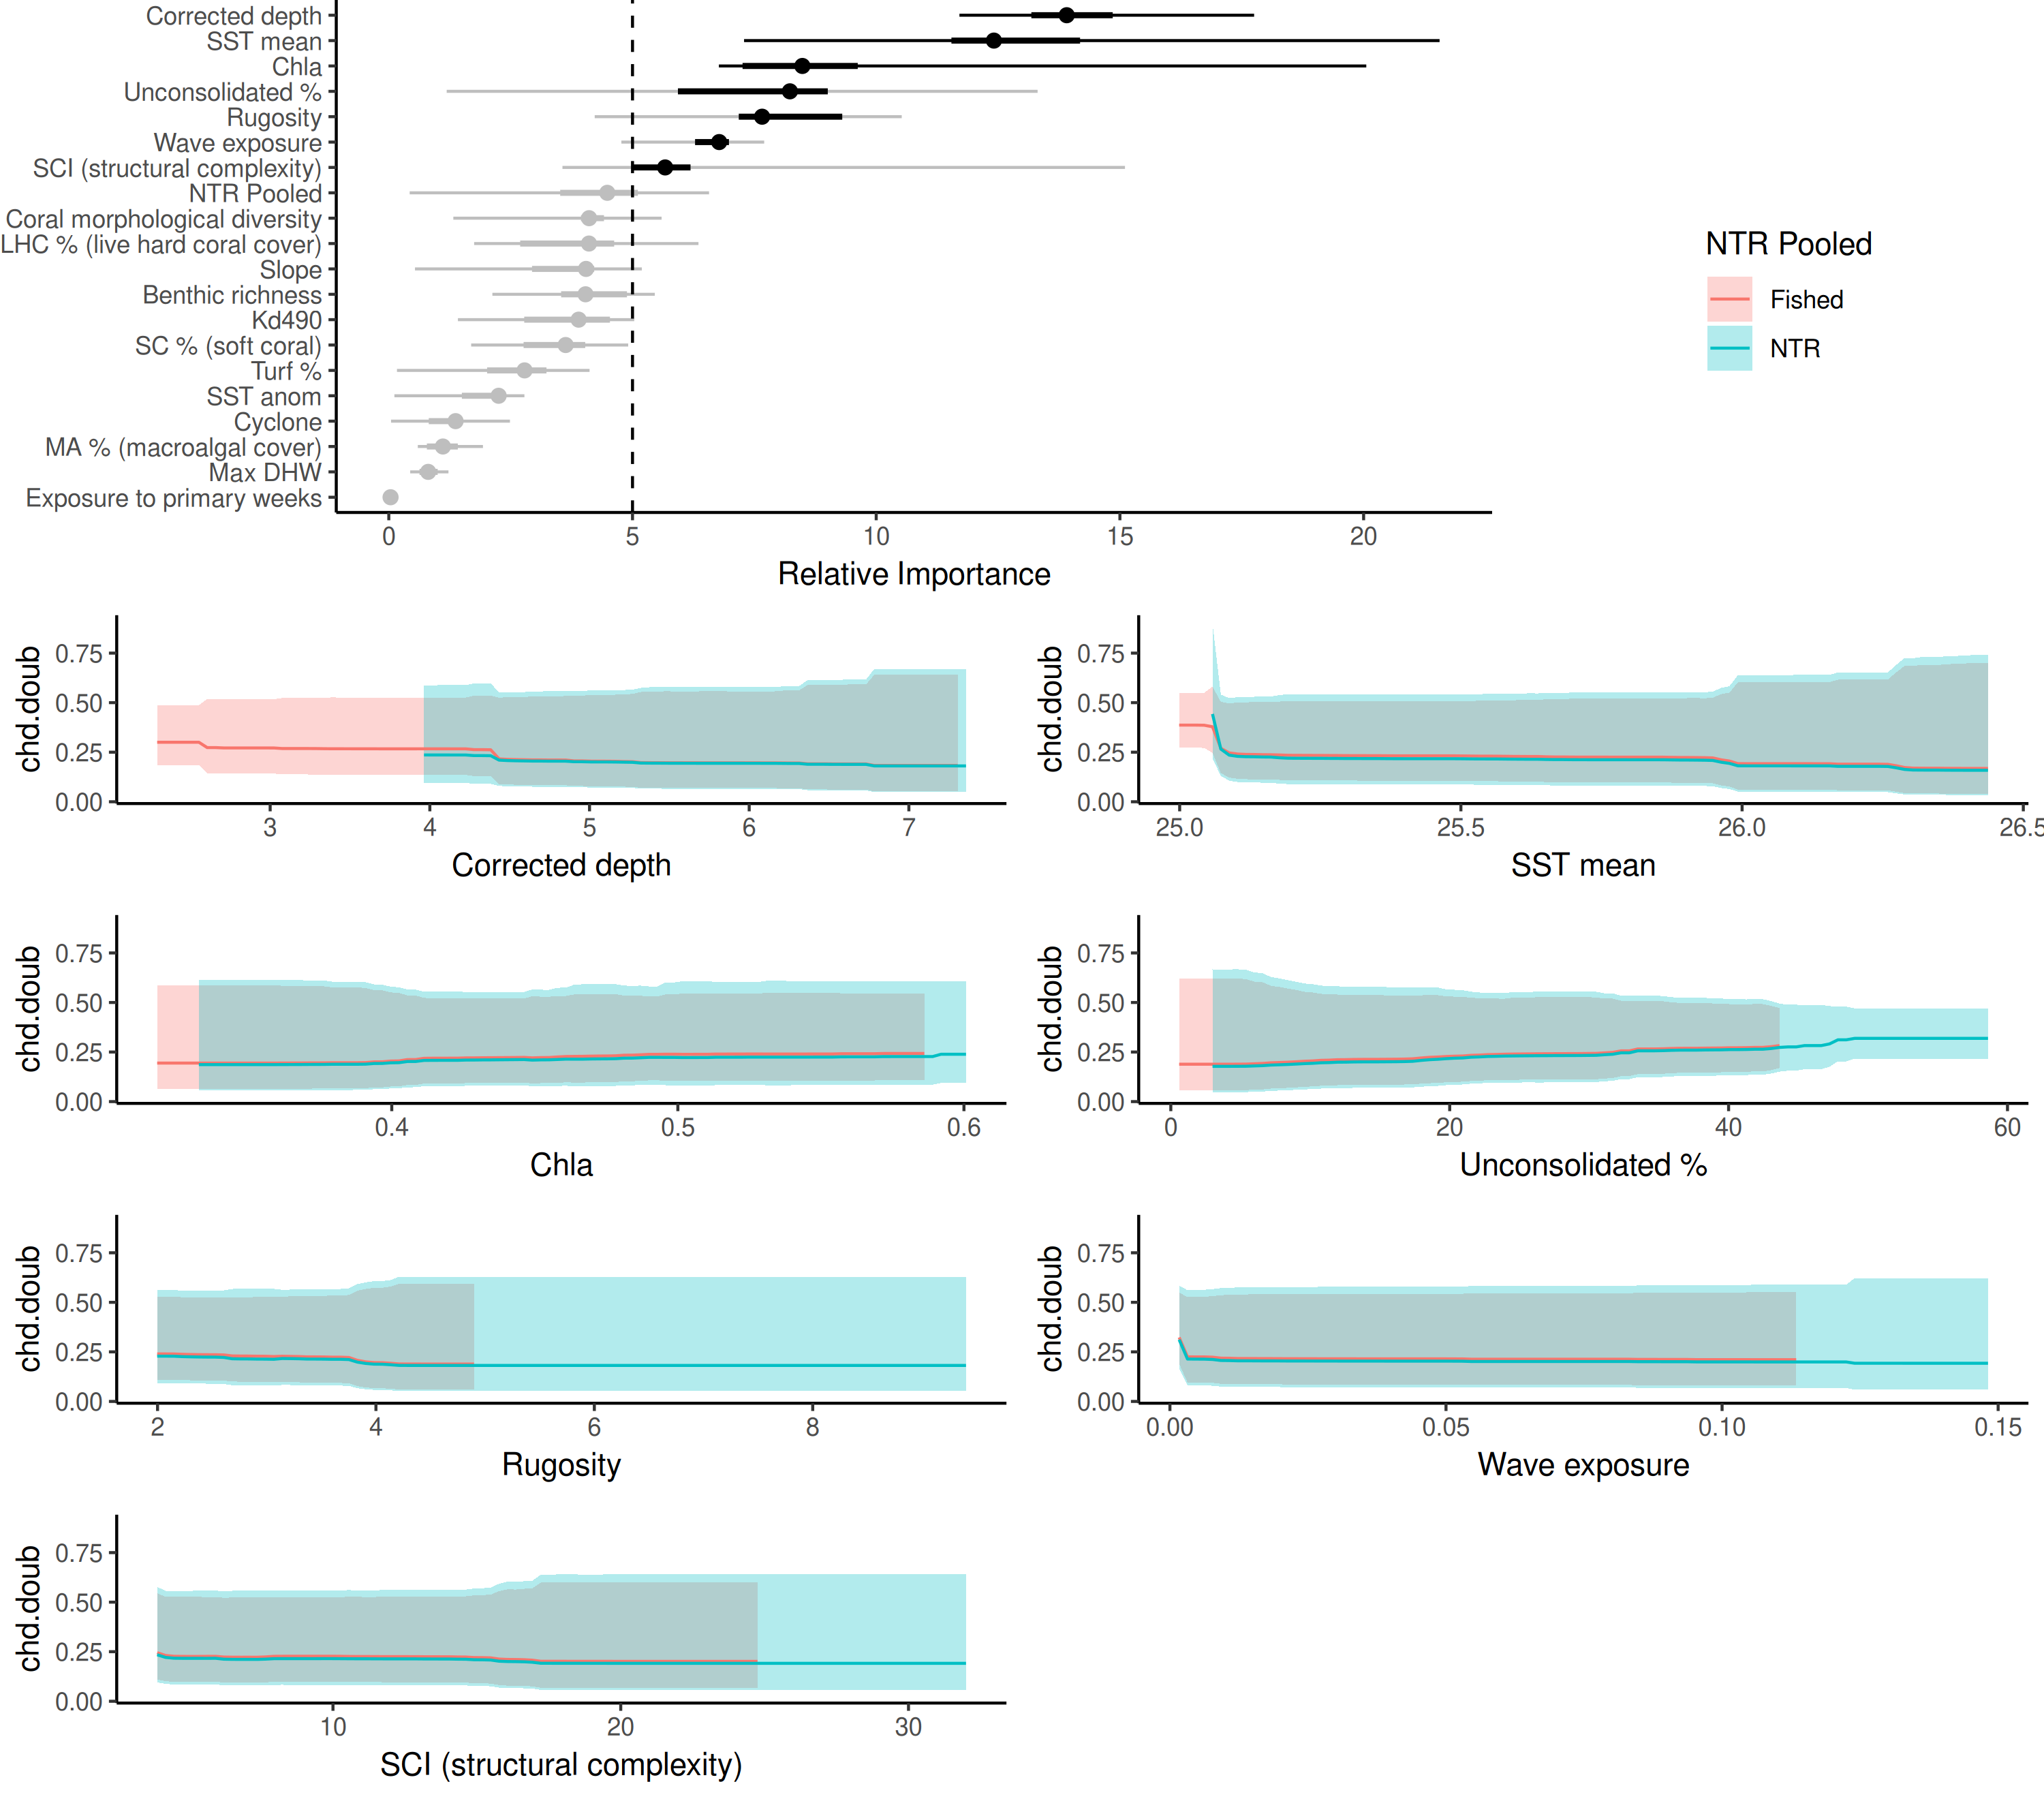 Corrected depth
SST mean
Chla
Unconsolidated %
Rugosity
Wave exposure
SCI (structural complexity)
NTR Pooled
Coral morphological diversity
LHC % (live hard coral cover)
Slope
Benthic richness
Kd490
SC % (soft coral)
Turf %
SST anom
Cyclone
MA % (macroalgal cover)
Max DHW
Exposure to primary weeks
0 5 10 15 20
Relative Importance
NTR Pooled
Fished
NTR
chd.doub
0.75
0.50
0.25
0.00
3 4 5 6 7
Corrected depth
chd.doub
0.75
0.50
0.25
0.00
25.0 25.5 26.0 26.5
SST mean
chd.doub
0.75
0.50
0.25
0.00
0.4 0.5 0.6
Chla
chd.doub
0.75
0.50
0.25
0.00
0 20 40 60
Unconsolidated %
chd.doub
0.75
0.50
0.25
0.00
2 4 6 8
Rugosity
chd.doub
0.75
0.50
0.25
0.00
0.00 0.05 0.10 0.15
Wave exposure
chd.doub
0.75
0.50
0.25
0.00
10 20 30
SCI (structural complexity)